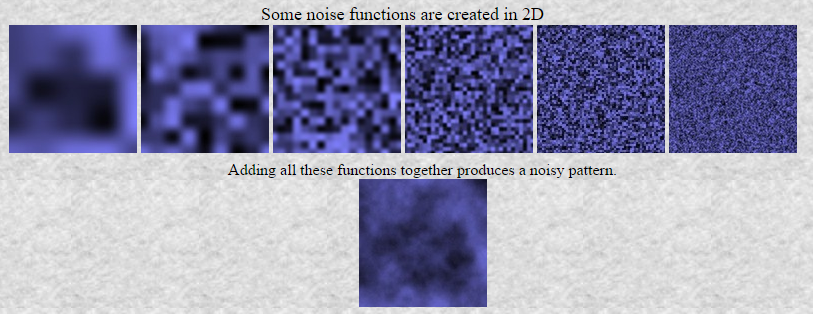 Some noise functions are created in 2D
Adding all these functions together produces a noisy pattern.